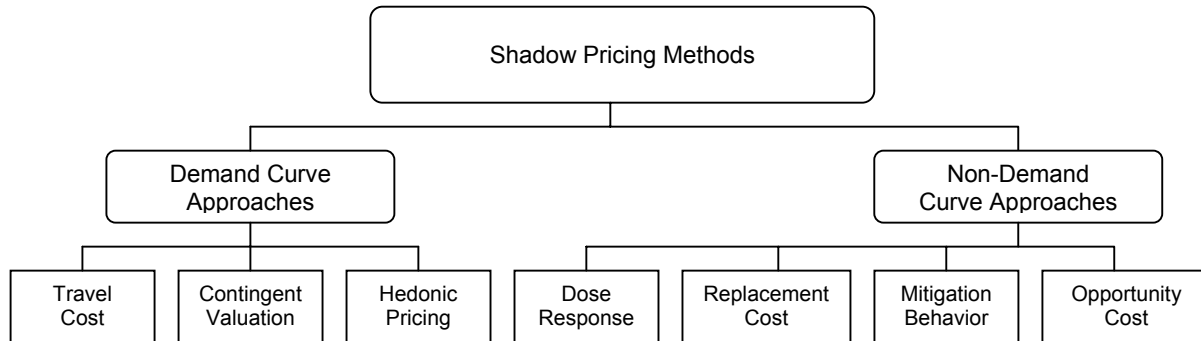 Shadow Pricing Methods
Demand Curve
Approaches
Non-Demand
Curve Approaches
Travel
Cost
Contingent
Valuation
Hedonic
Pricing
Dose
Response
Replacement
Cost
Mitigation
Behavior
Opportunity
Cost